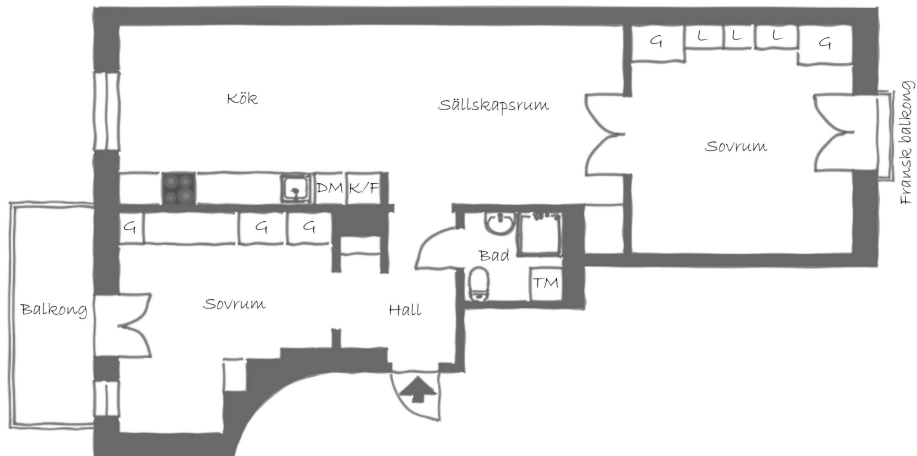 G
L
L
L
G
Kök
Sällskapsrum
Sovrum
Fransk balkong
DM
K/F
G
G
G
Bad
TM
Balkong
Sovrum
Hall